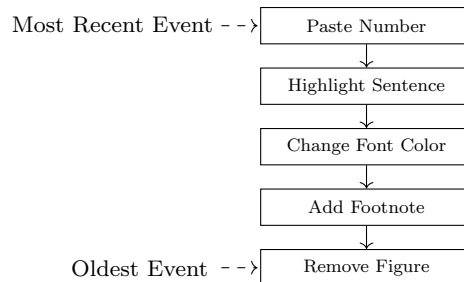 Most Recent Event Paste Number
Highlight Sentence
Change Font Color
Add Footnote
Oldest Event Remove Figure